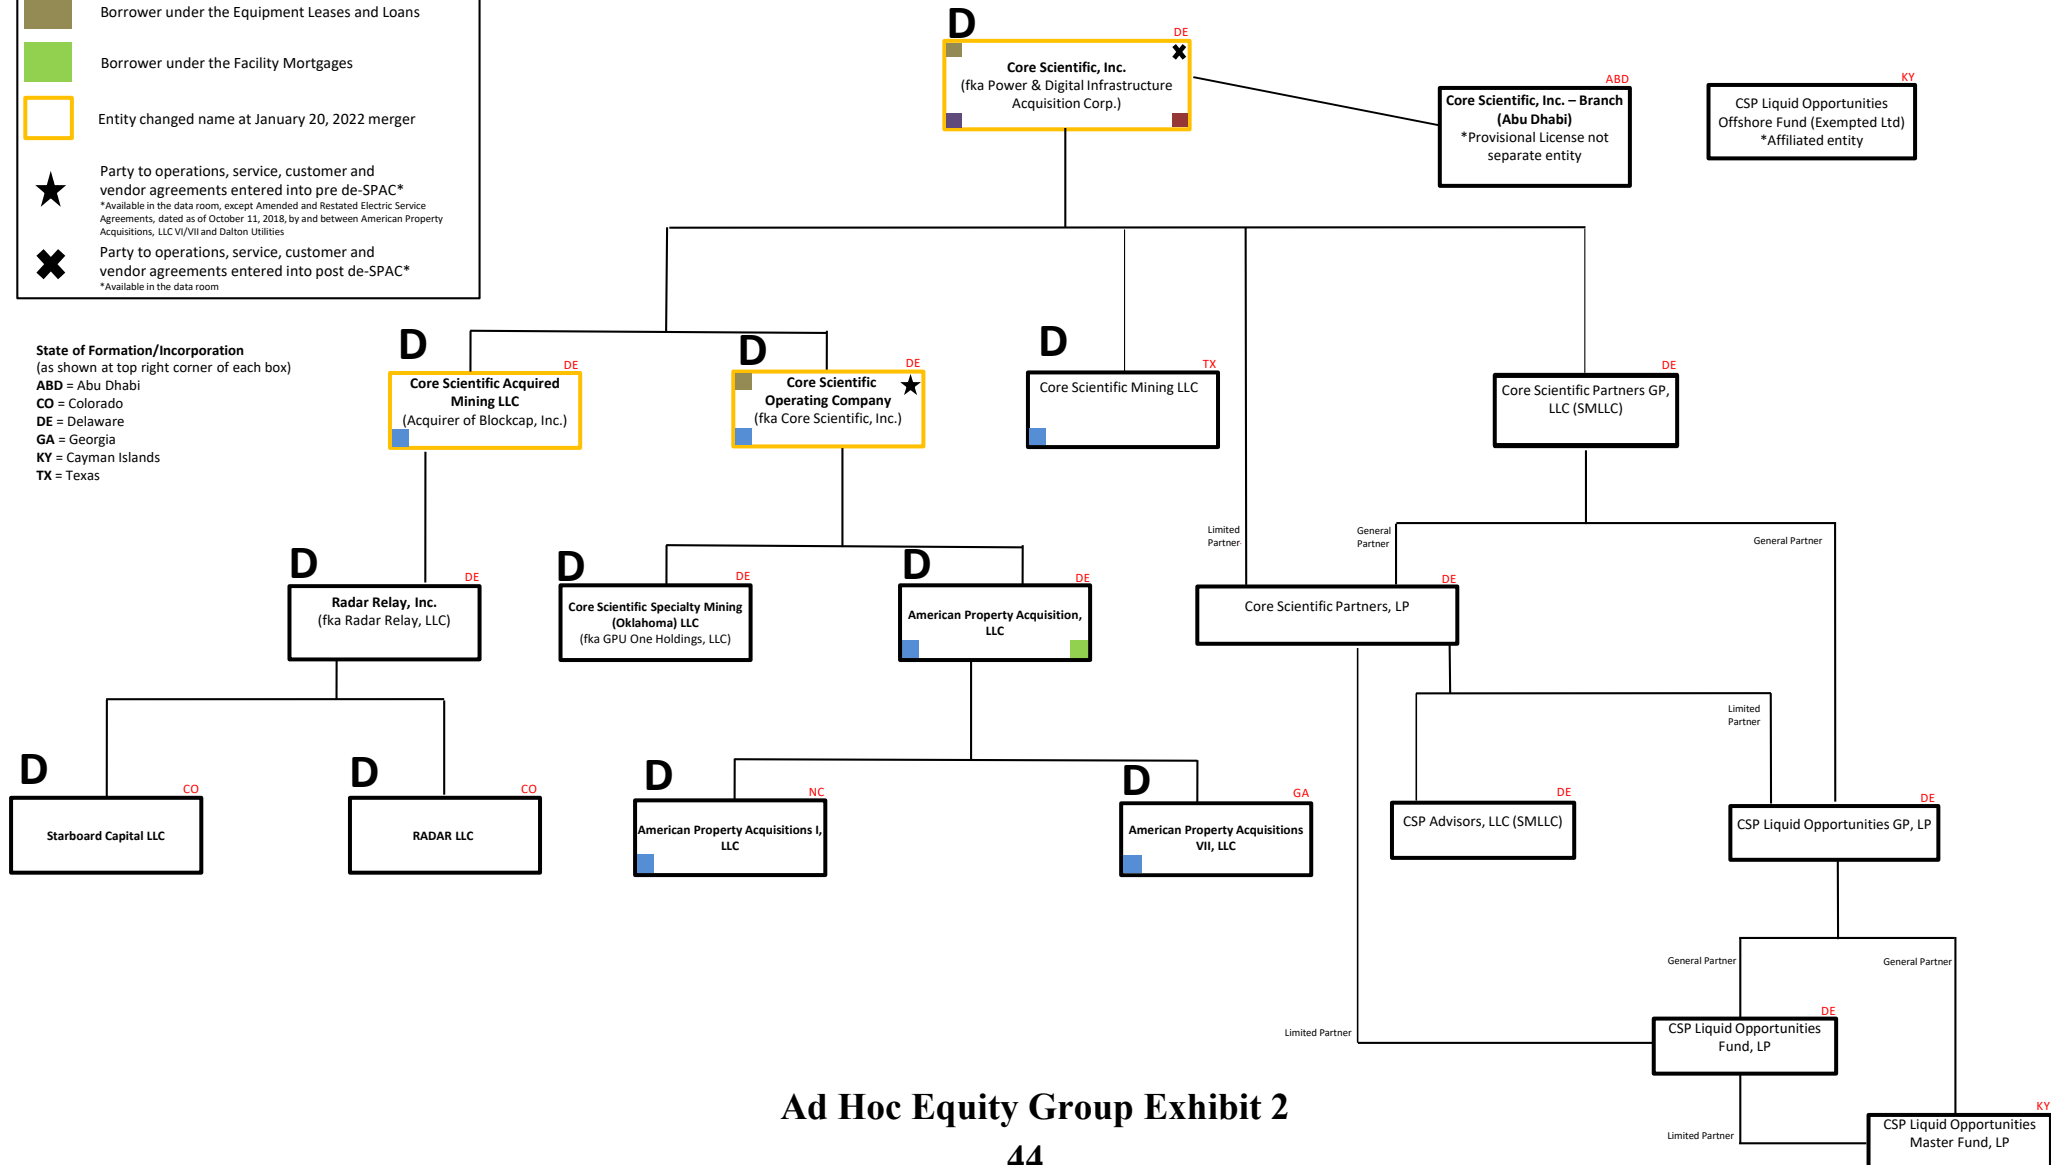 Borrower under the Equipment Leases and Loans
Borrower under the Facility Mortgages
Entity changed name at January 20, 2022 merger
Party to operations, service, customer and
vendor agreements entered into pre de-SPAC*
*Available in the data room, except Amended and Restated Electric Service
Agreements, dated as of October 11, 2018, by and between American Property
Acquisitions, LLC VI/VII and Dalton Utilities
Party to operations, service, customer and
vendor agreements entered into post de-SPAC*
*Available in the data room
State of Formation/Incorporation
(as shown at top right corner of each box)
ABD = Abu Dhabi
CO = Colorado
DE = Delaware
GA = Georgia
KY = Cayman Islands
TX = Texas
D
DE
Core Scientific, Inc.
(fka Power & Digital Infrastructure
Acquisition Corp.)
ABD
Core Scientific, Inc. – Branch
(Abu Dhabi)
*Provisional License not
separate entity
KY
CSP Liquid Opportunities
Offshore Fund (Exempted Ltd)
*Affiliated entity
D
DE
Core Scientific Acquired
Mining LLC
(Acquirer of Blockcap, Inc.)
D
DE
Core Scientific
Operating Company
(fka Core Scientific, Inc.)
D
TX
Core Scientific Mining LLC
DE
Core Scientific Partners GP,
LLC (SMLLC)
Limited
Partner
General
Partner
General Partner
D
DE
Radar Relay, Inc.
(fka Radar Relay, LLC)
D
DE
Core Scientific Specialty Mining
(Oklahoma) LLC
(fka GPU One Holdings, LLC)
D
DE
American Property Acquisition,
LLC
DE
Core Scientific Partners, LP
Limited
Partner
D
CO
Starboard Capital LLC
D
CO
RADAR LLC
D
NC
American Property Acquisitions I,
LLC
D
GA
American Property Acquisitions
VII, LLC
DE
CSP Advisors, LLC (SMLLC)
DE
CSP Liquid Opportunities GP, LP
General Partner
General Partner
Limited Partner
DE
CSP Liquid Opportunities
Fund, LP
Limited Partner
KY
CSP Liquid Opportunities
Master Fund, LP
Ad Hoc Equity Group Exhibit 2
44